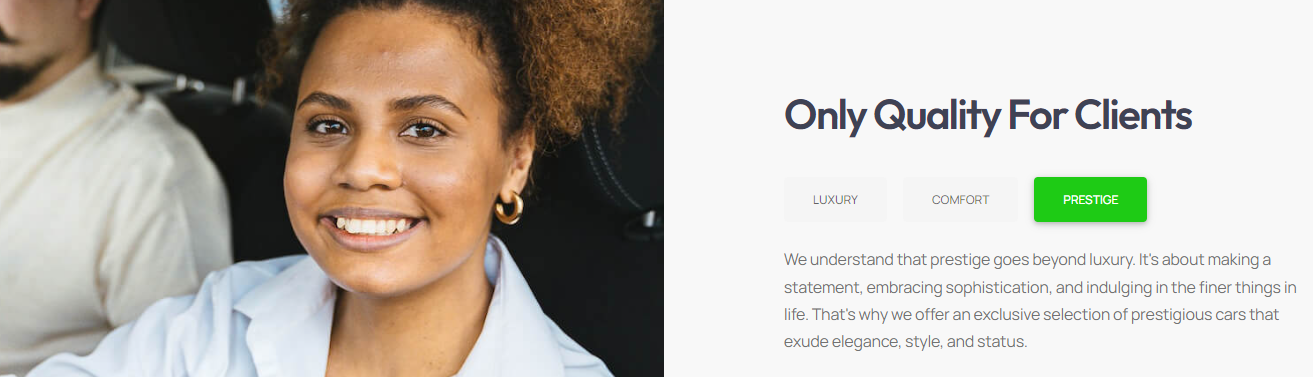 Only Quality For Clients
LUXURY COMFORT PRESTIGE
We understand that prestige goes beyond luxury. It's about making a
statement, embracing sophistication, and indulging in the finer things in
life. That's why we offer an exclusive selection of prestigious cars that
exude elegance, style, and status.